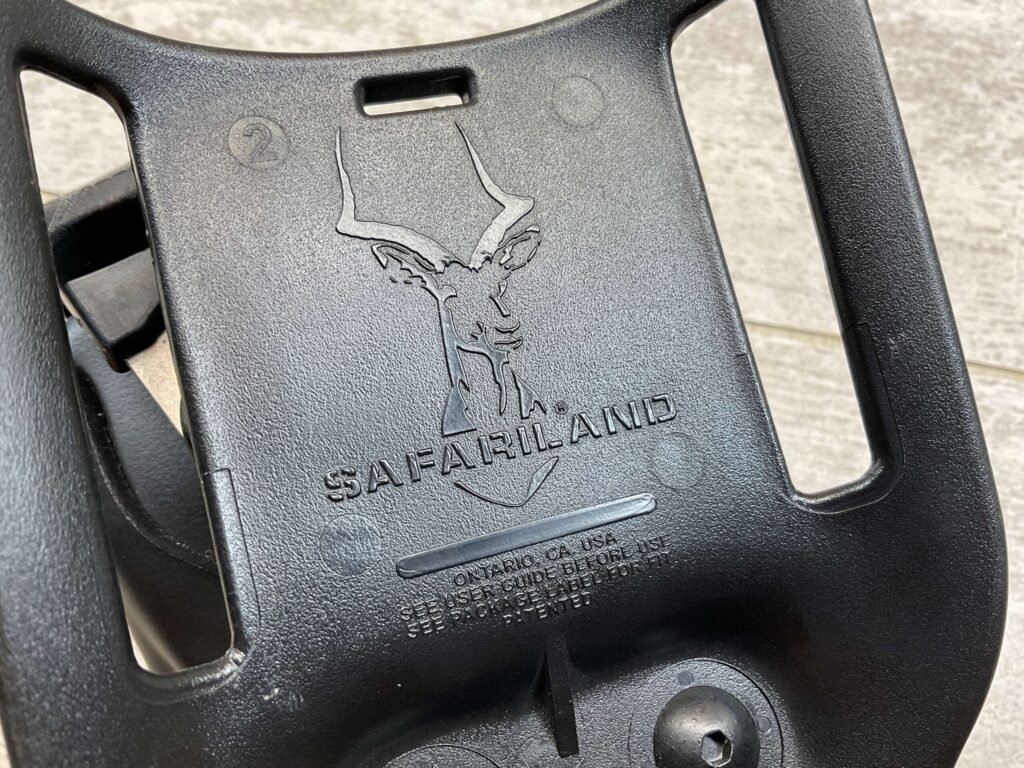 2
SAFARILAND®
ONTARIO, CA. USA
SEE USER GUIDE BEFORE USE
SEE PACKAGE LABEL FOR FIT
PATENTED